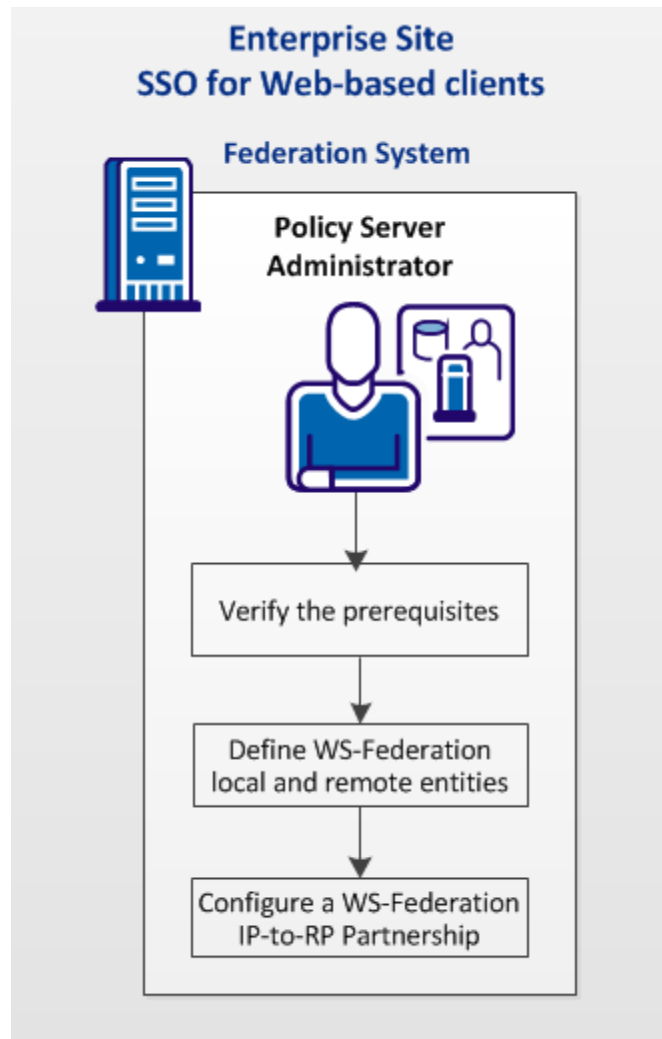 Enterprise Site
SSO for Web-based clients
Federation System
Policy Server
Administrator
Verify the prerequisites
Define WS-Federation
local and remote entities
Configure a WS-Federation
IP-to-RP Partnership